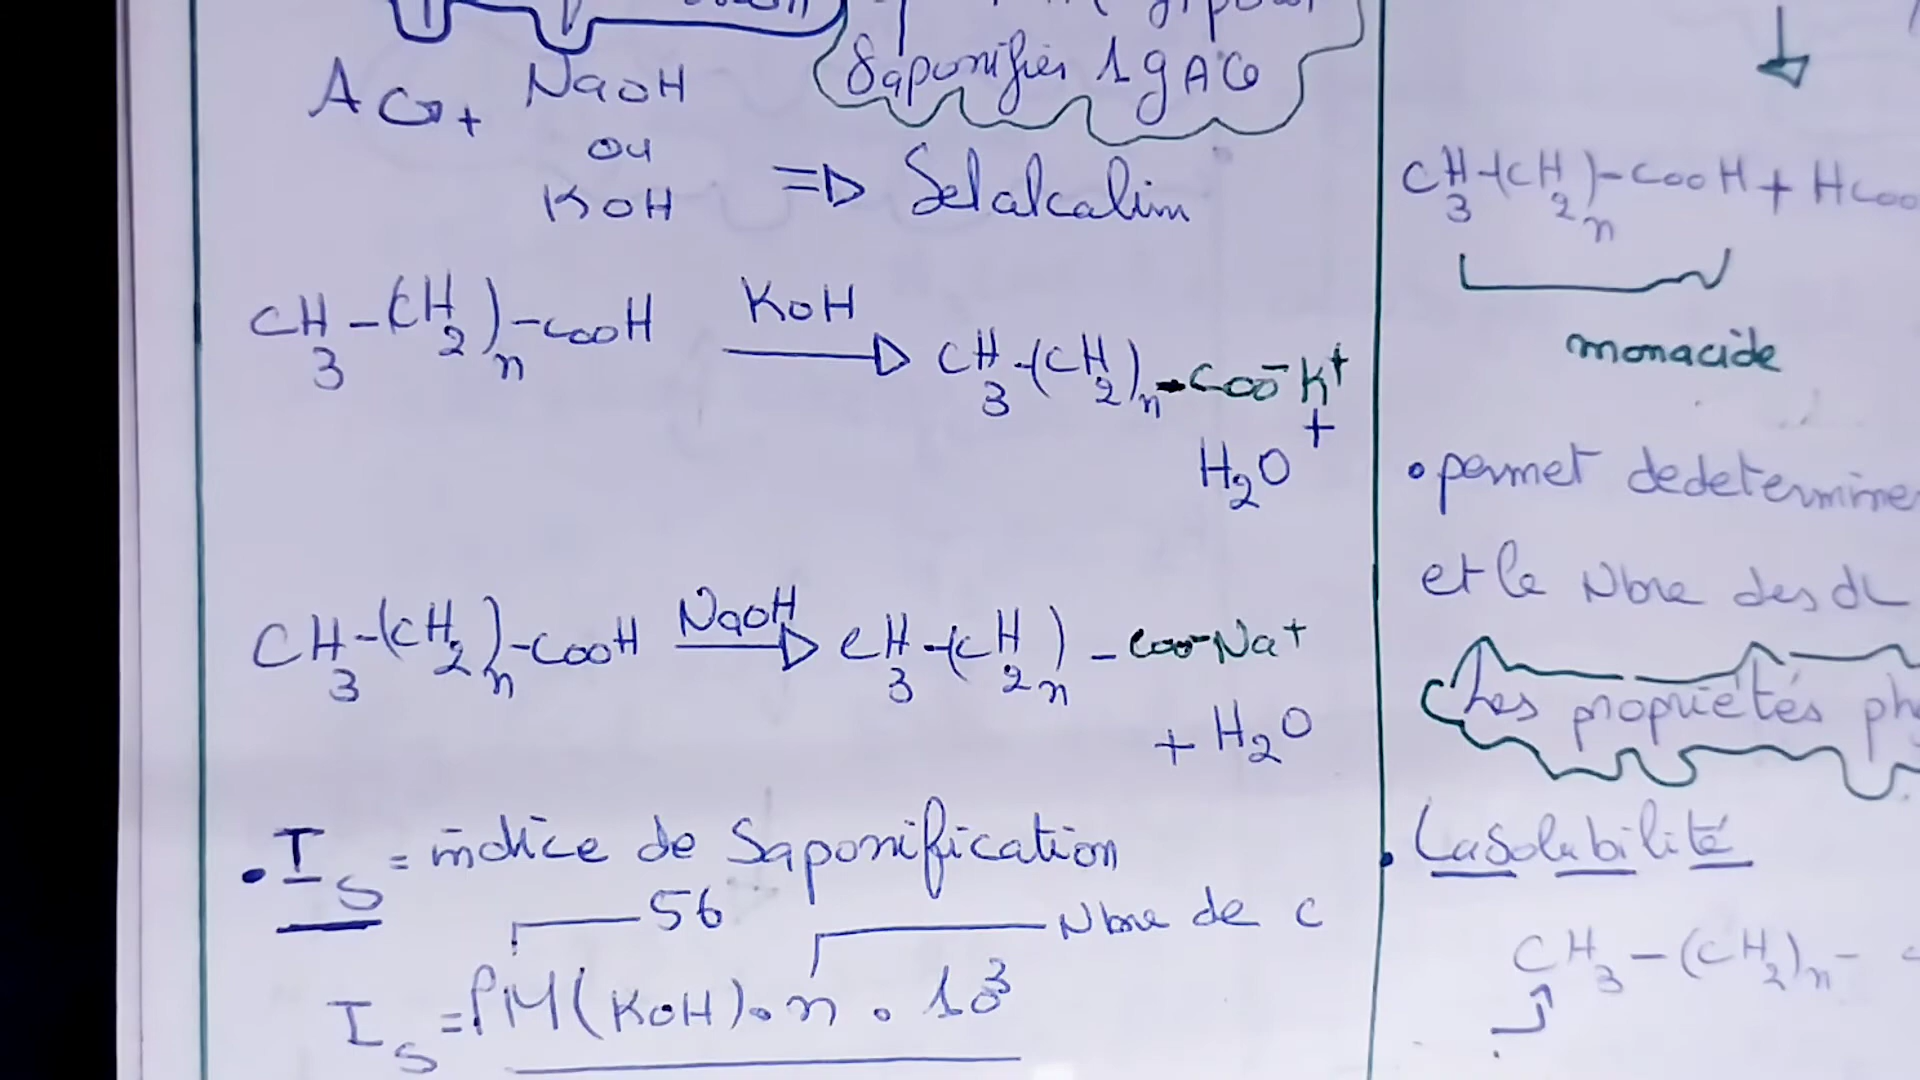 Saponifier 1g AG
AG + NaOH
ou
KOH => Sel alcalin
CH3-(CH2)n-COOH KOH → CH3-(CH2)n-COO⁻K⁺
+
H2O
CH3-(CH2)n-COOH NaOH → CH3-(CH2)n-COO⁻Na⁺
+ H2O
• IS = indice de Saponification
56
Nbre de C
IS = PM(KOH).n.10³
CH3-(CH2)n-COOH + HCOO
monacide
• permet de determine
et le Nbre des dL
Les propriétés ph
• La Solubilité
CH3-(CH2)n-